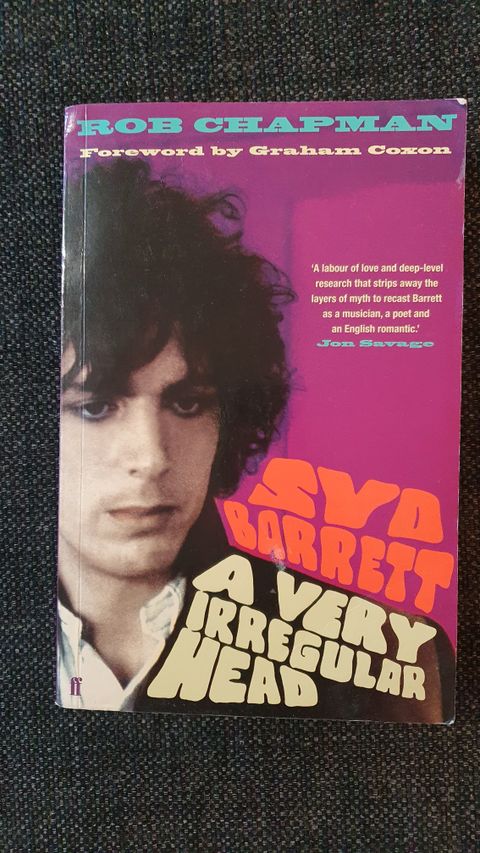 ROB CHAPMAN
Foreword by Graham Coxon
‘A labour of love and deep-level
research that strips away the
layers of myth to recast Barrett
as a musician, a poet and
an English romantic.’
Jon Savage
SYD
BARRETT
A VERY
IRREGULAR
HEAD
ff